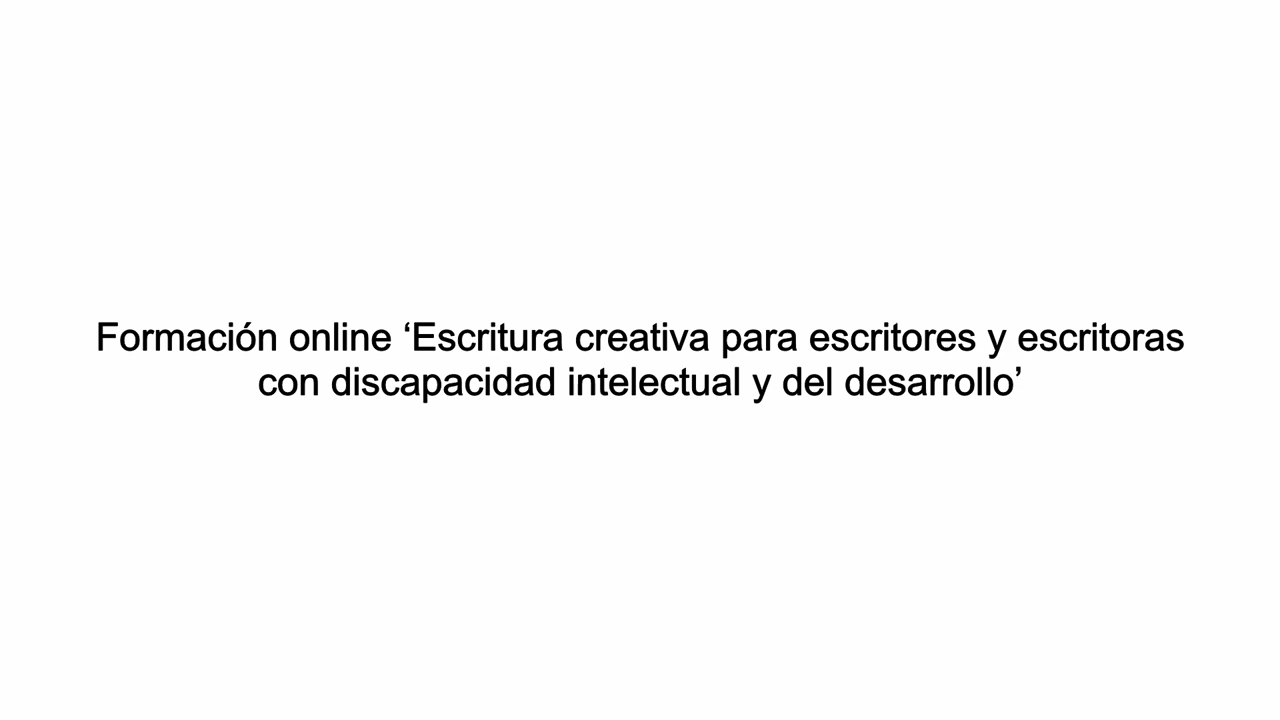 Formación online ‘Escritura creativa para escritores y escritoras
con discapacidad intelectual y del desarrollo’